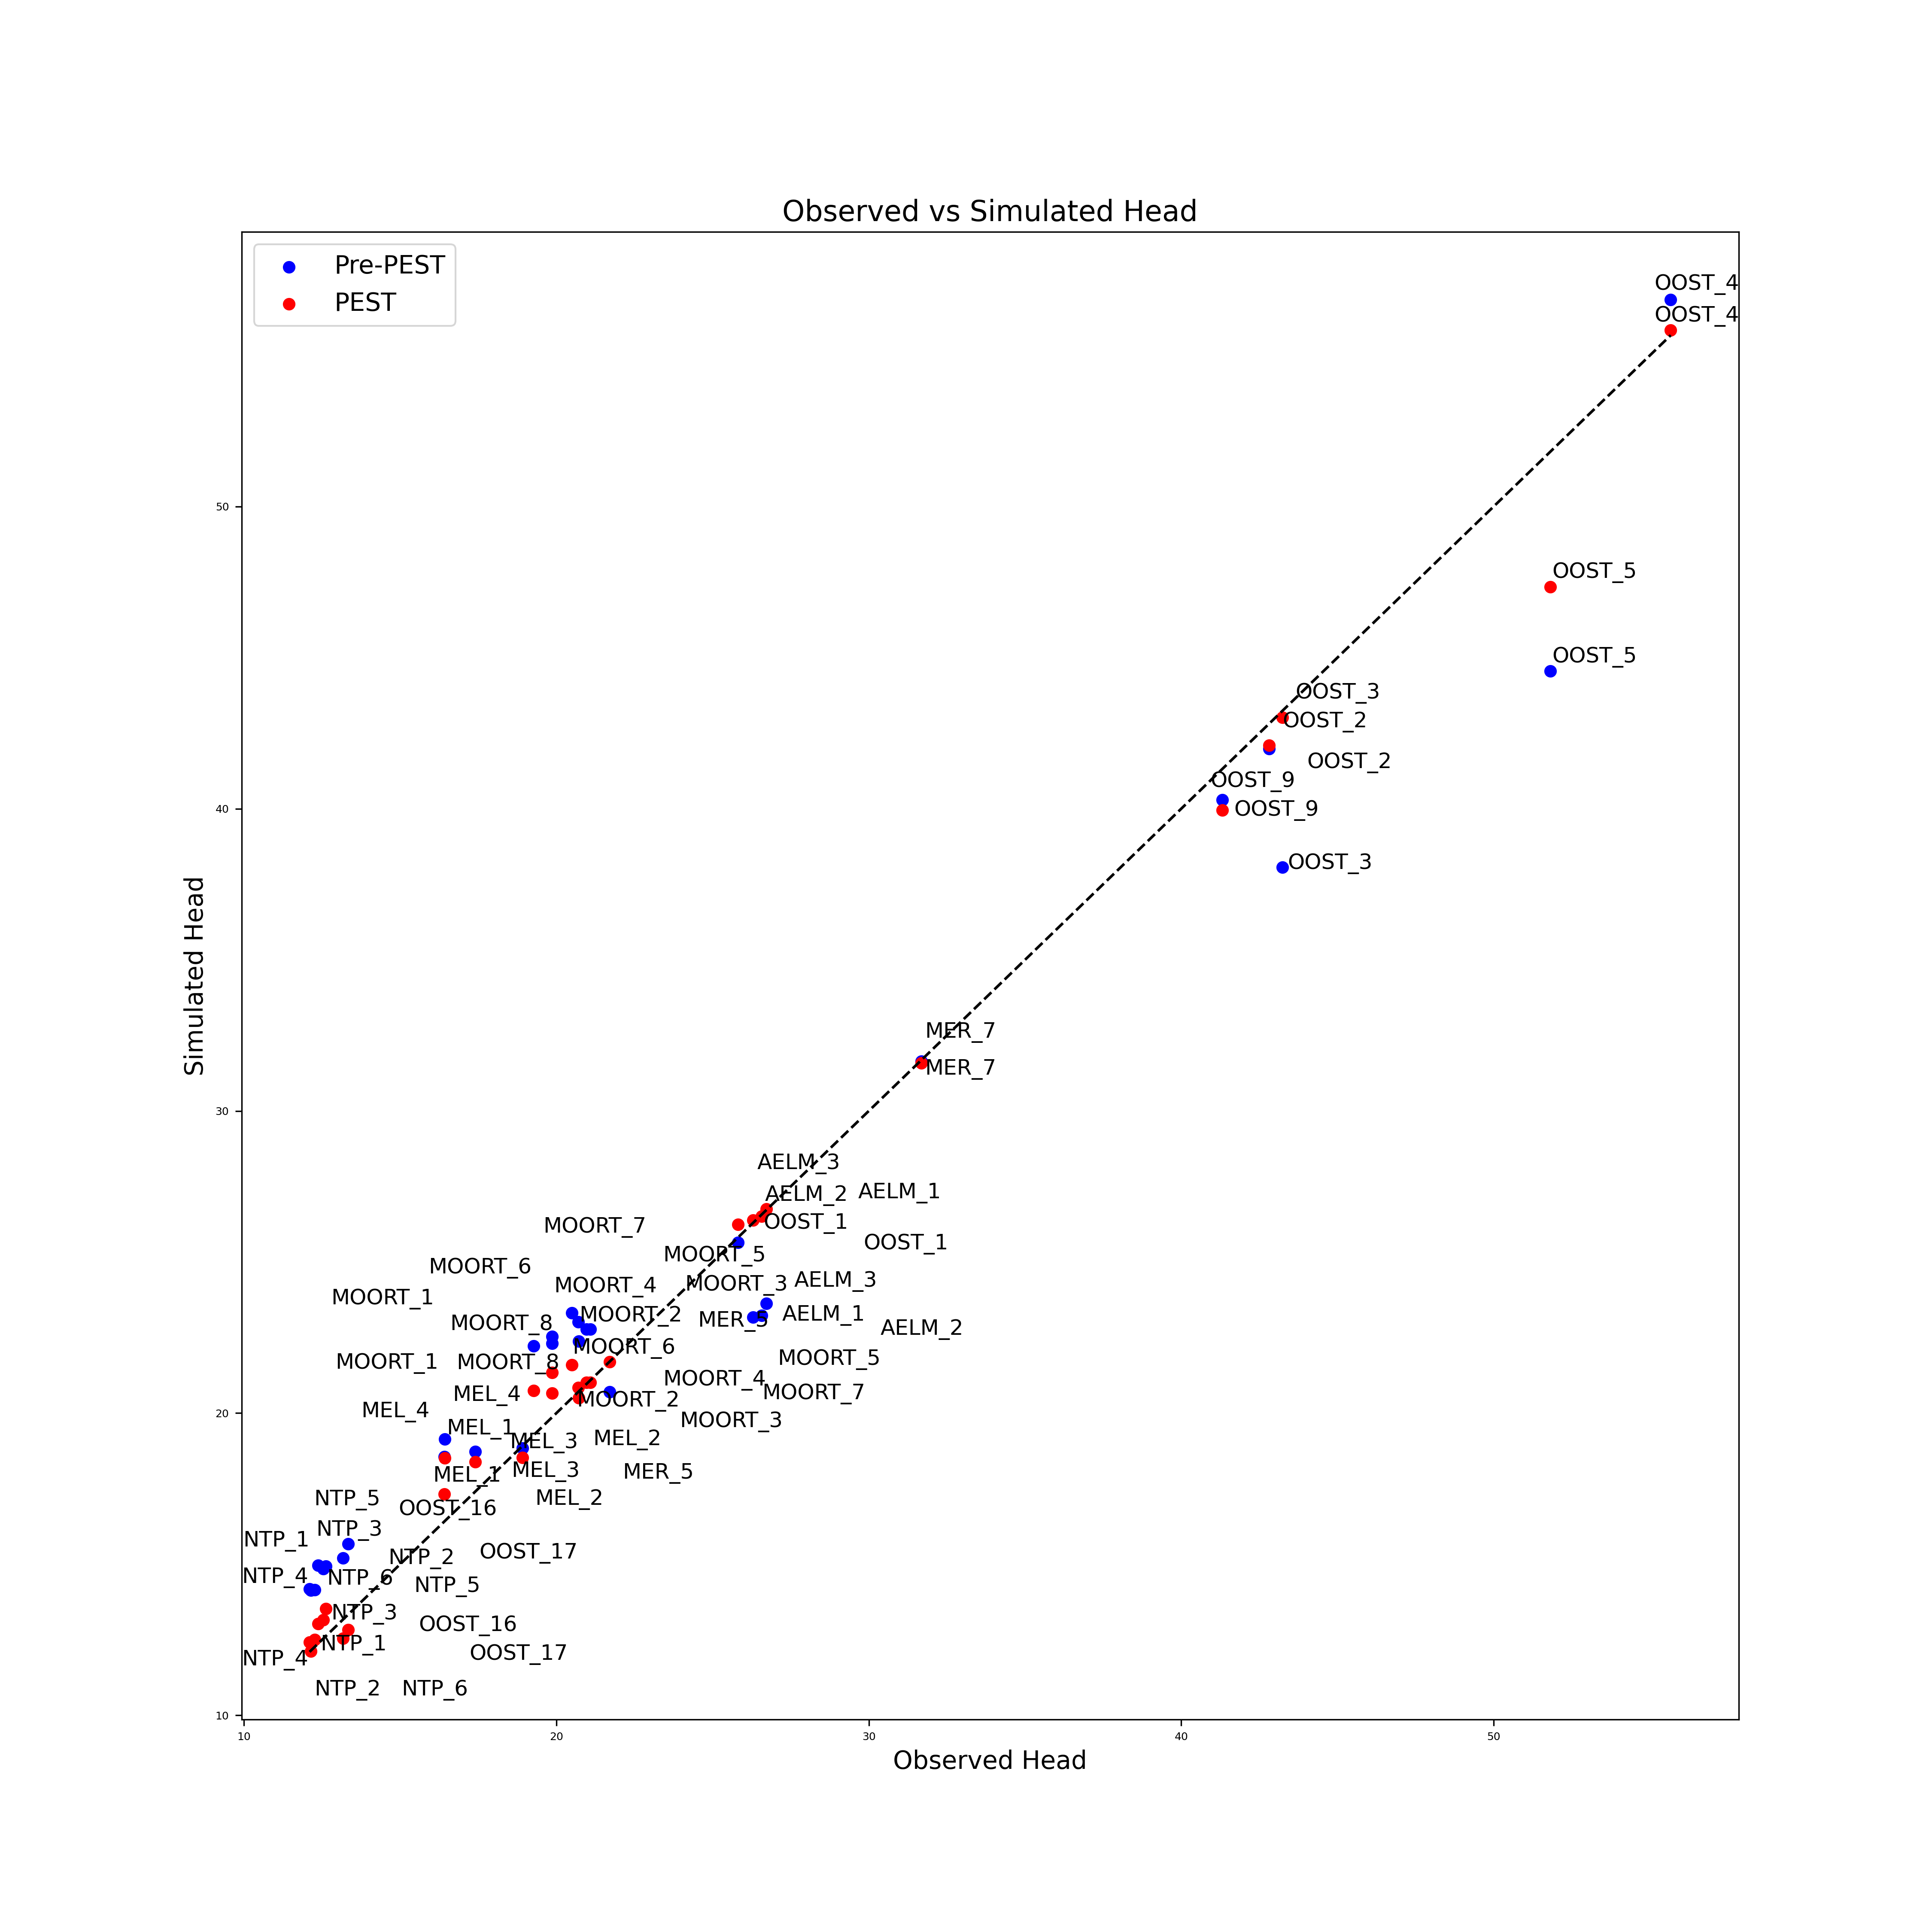 Observed vs Simulated Head
Pre-PEST
PEST
OOST_4
OOST_4
50
OOST_5
OOST_5
OOST_3
OOST_2
OOST_2
OOST_9
40
OOST_9
OOST_3
Simulated Head
MER_7
MER_7
30
AELM_3
AELM_2
AELM_1
OOST_1
MOORT_7
OOST_1
MOORT_5
MOORT_6
AELM_3
MOORT_3
MOORT_4
MOORT_1
AELM_1
MOORT_2
MER_5
MOORT_8
AELM_2
MOORT_6
MOORT_5
MOORT_1
MOORT_8
MOORT_4
MOORT_7
MEL_4
MOORT_2
MEL_4
20
MOORT_3
MEL_1
MEL_2
MEL_3
MEL_3
MER_5
MEL_1
MEL_2
NTP_5
OOST_16
NTP_3
NTP_1
OOST_17
NTP_2
NTP_4
NTP_6
NTP_5
NTP_3
OOST_16
NTP_1
OOST_17
NTP_4
NTP_2
NTP_6
10
10
20
30
40
50
Observed Head